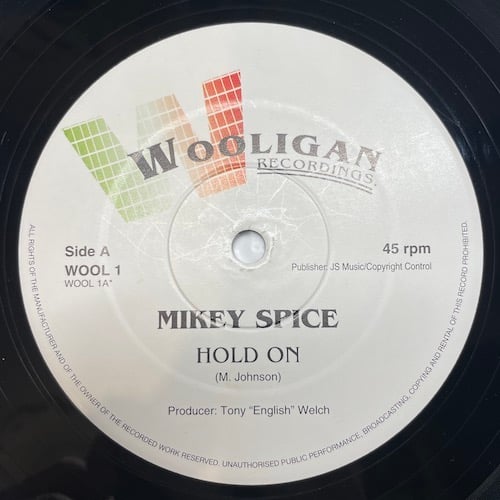 WOOLIGAN
RECORDINGS.
Side A
45 rpm
WOOL 1
Publisher: JS Music/Copyright Control
WOOL 1A*
MIKEY SPICE
HOLD ON
(M. Johnson)
Producer: Tony "English" Welch
ALL RIGHTS OF THE MANUFACTURER AND OF THE OWNER OF THE RECORDED WORK RESERVED. UNAUTHORISED PUBLIC PERFORMANCE, BROADCASTING, COPYING AND RENTAL OF THIS RECORD PROHIBITED.